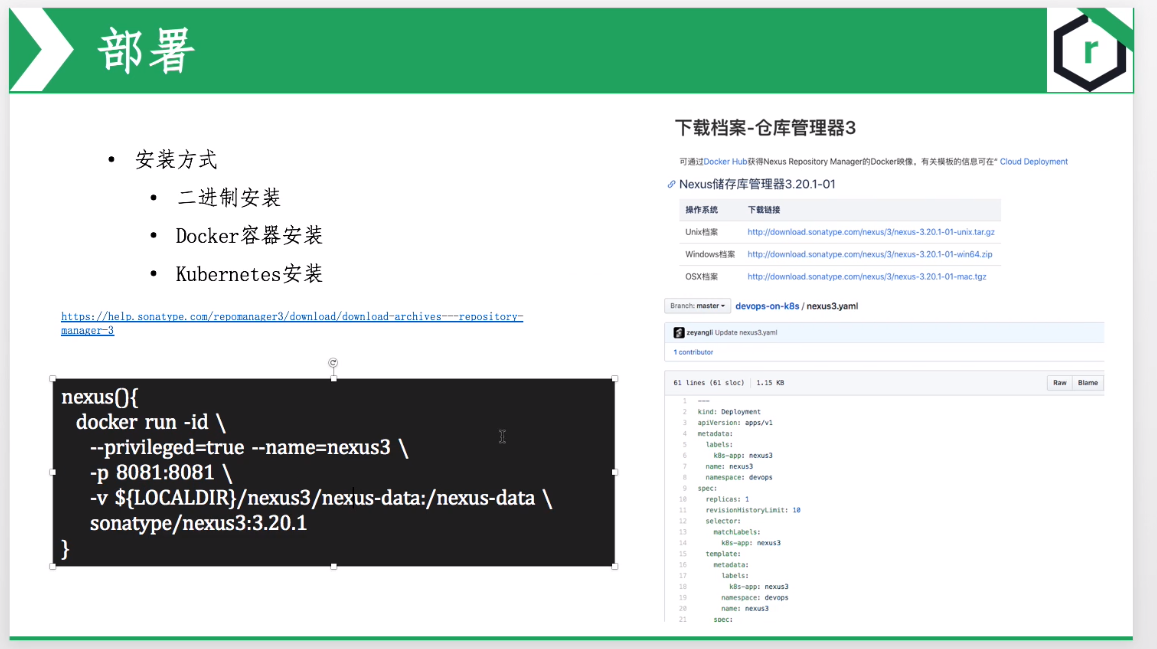 部署
r
• 安装方式
• 二进制安装
• Docker容器安装
• Kubernetes安装
https://help.sonatype.com/repomanager3/download/download-archives---repository-
manager-3
nexus(){
docker run -id \
--privileged=true --name=nexus3 \
-p 8081:8081 \
-v ${LOCALDIR}/nexus3/nexus-data:/nexus-data \
sonatype/nexus3:3.20.1
}
下载档案-仓库管理器3
可通过Docker Hub获得Nexus Repository Manager的Docker映像，有关模板的信息可在" Cloud Deployment
Nexus储存库管理器3.20.1-01
操作系统 下载链接
Unix档案 http://download.sonatype.com/nexus/3/nexus-3.20.1-01-unix.tar.gz
Windows档案 http://download.sonatype.com/nexus/3/nexus-3.20.1-01-win64.zip
OSX档案 http://download.sonatype.com/nexus/3/nexus-3.20.1-01-mac.tgz
Branch: master devops-on-k8s / nexus3.yaml
zeyangli Update nexus3.yaml
1 contributor
61 lines (61 sloc) 1.15 KB Raw Blame
1 ---
2 kind: Deployment
3 apiVersion: apps/v1
4 metadata:
5 labels:
6 k8s-app: nexus3
7 name: nexus3
8 namespace: devops
9 spec:
10 replicas: 1
11 revisionHistoryLimit: 10
12 selector:
13 matchLabels:
14 k8s-app: nexus3
15 template:
16 metadata:
17 labels:
18 k8s-app: nexus3
19 namespace: devops
20 name: nexus3
21 spec: